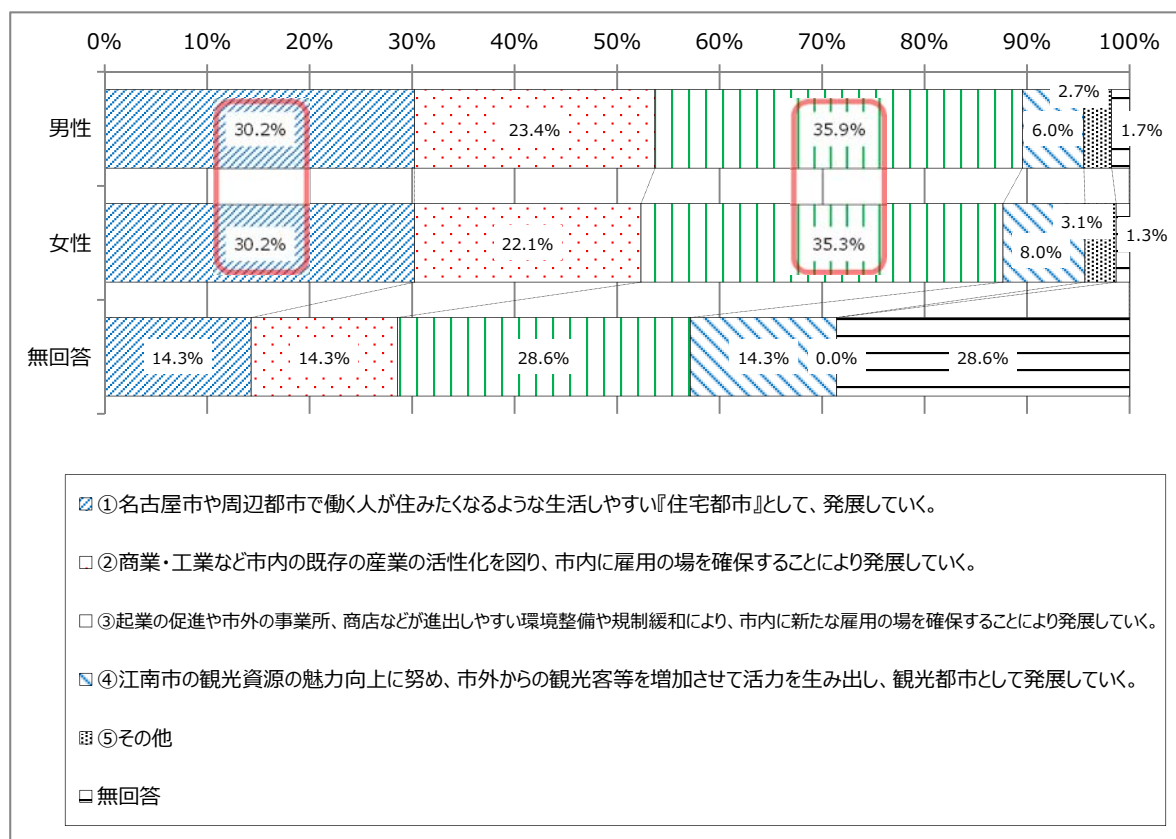 0% 10% 20% 30% 40% 50% 60% 70% 80% 90% 100%
男性 30.2% 23.4% 35.9% 6.0% 2.7% 1.7%
女性 30.2% 22.1% 35.3% 8.0% 3.1% 1.3%
無回答 14.3% 14.3% 28.6% 14.3% 0.0% 28.6%
①名古屋市や周辺都市で働く人が住みたくなるような生活しやすい『住宅都市』として、発展していく。
②商業・工業など市内の既存の産業の活性化を図り、市内に雇用の場を確保することにより発展していく。
③起業の促進や市外の事業所、商店などが進出しやすい環境整備や規制緩和により、市内に新たな雇用の場を確保することにより発展していく。
④江南市の観光資源の魅力向上に努め、市外からの観光客等を増加させて活力を生み出し、観光都市として発展していく。
⑤その他
無回答